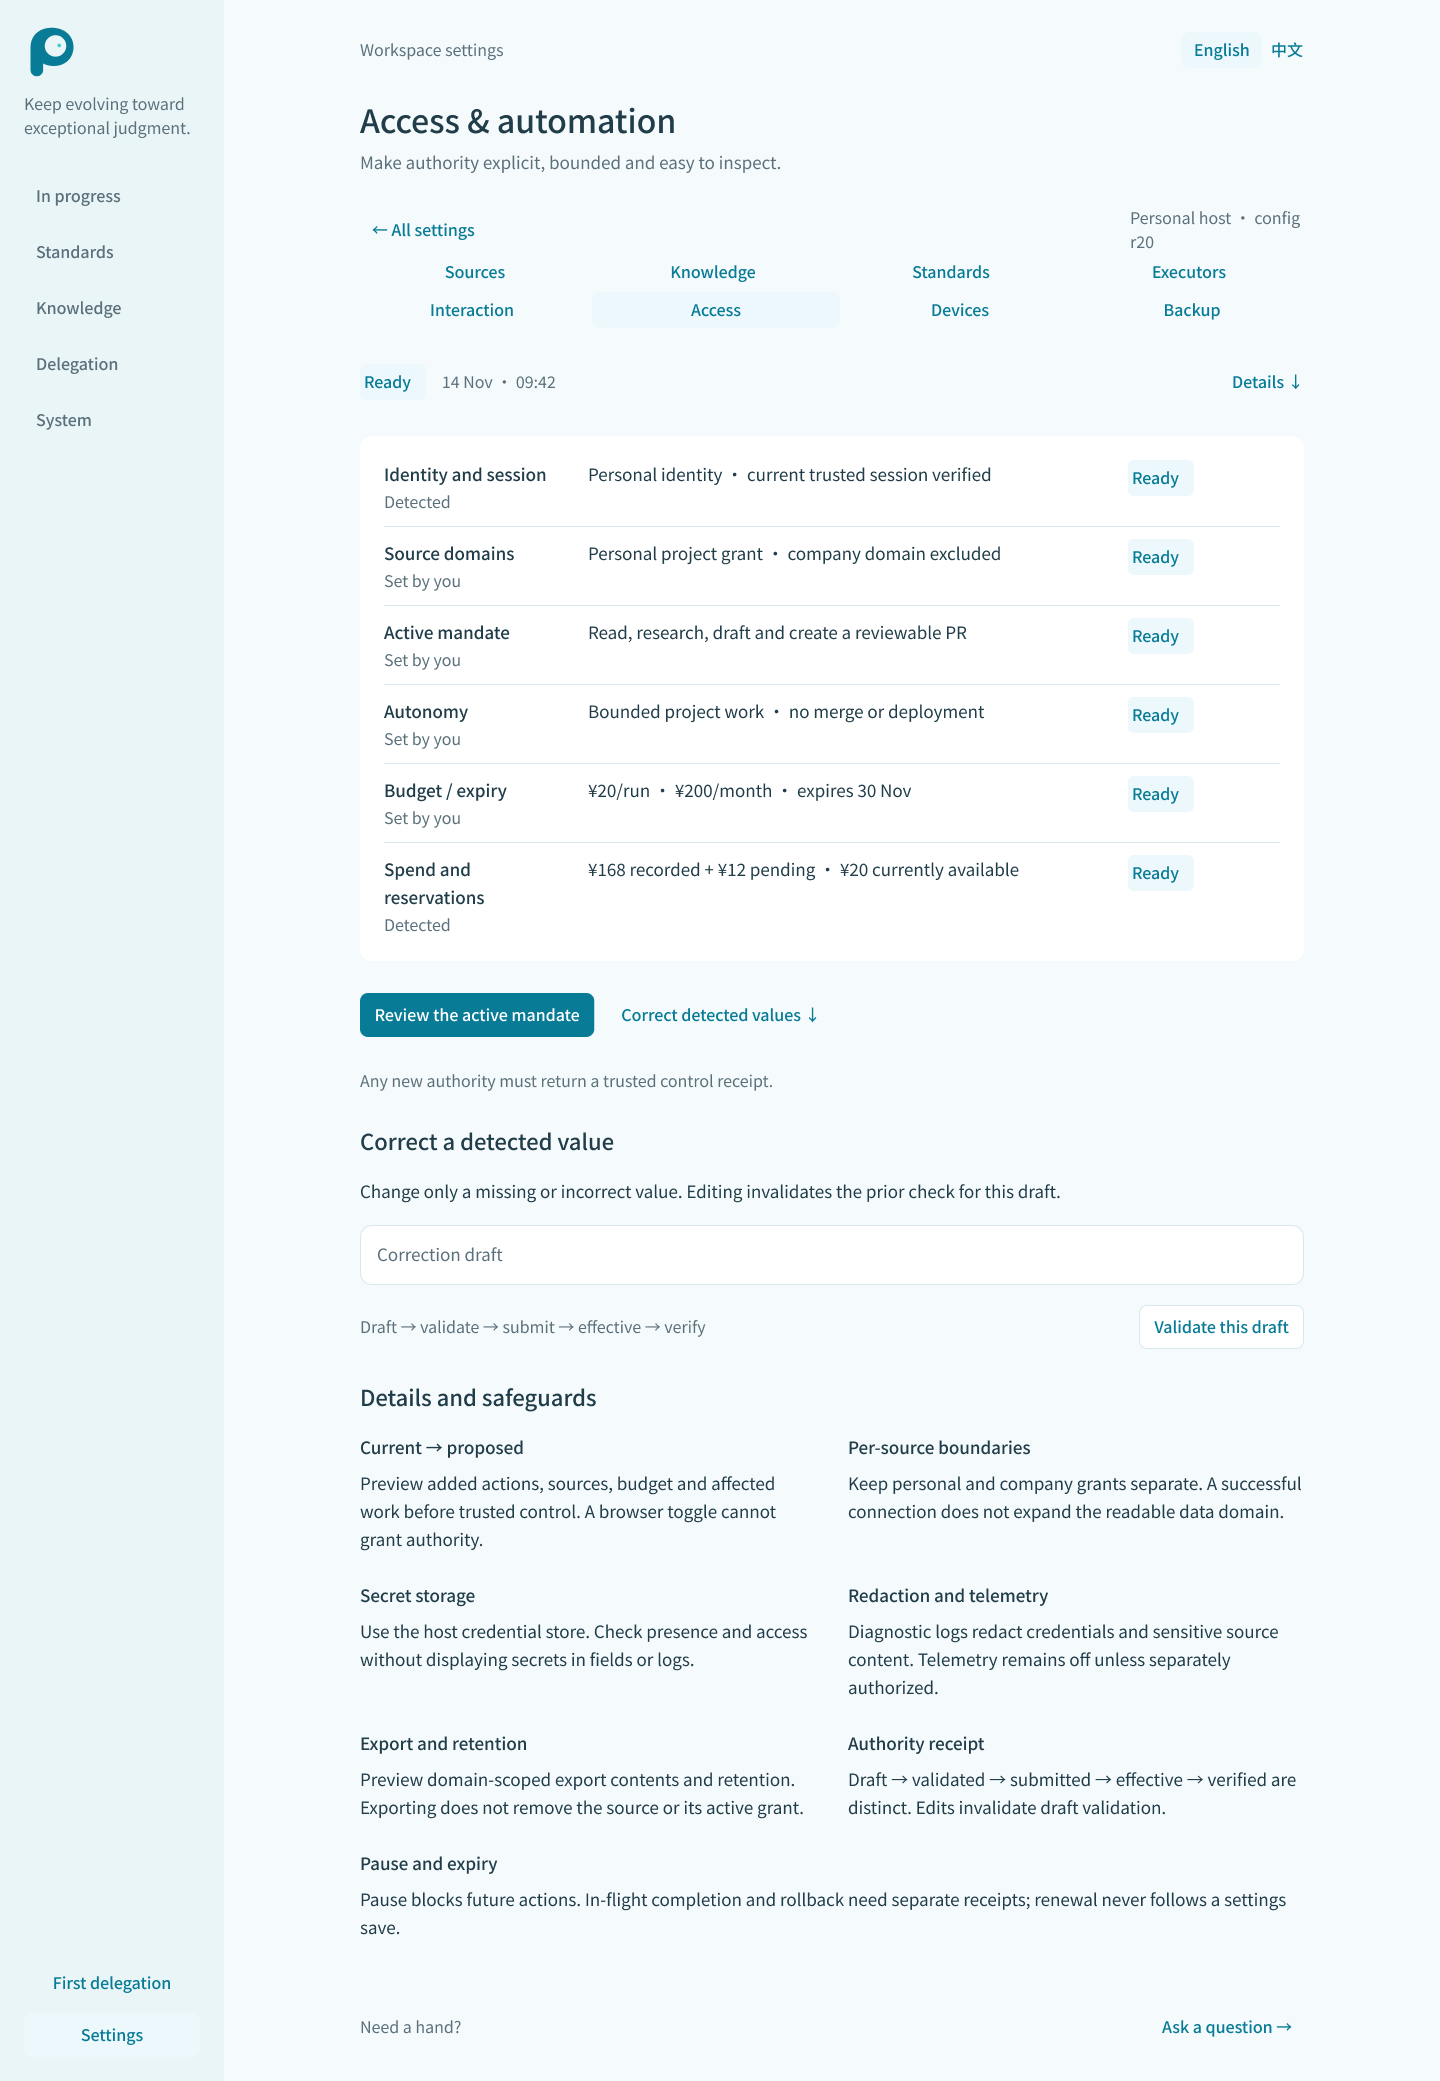 Keep evolving toward
exceptional judgment.
In progress
Standards
Knowledge
Delegation
System
First delegation
Settings
Workspace settings
English 中文
Access & automation
Make authority explicit, bounded and easy to inspect.
← All settings
Personal host • config
r20
Sources Knowledge Standards Executors
Interaction Access Devices Backup
Ready 14 Nov • 09:42 Details ↓
Identity and session Personal identity • current trusted session verified Ready
Detected
Source domains Personal project grant • company domain excluded Ready
Set by you
Active mandate Read, research, draft and create a reviewable PR Ready
Set by you
Autonomy Bounded project work • no merge or deployment Ready
Set by you
Budget / expiry ¥20/run • ¥200/month • expires 30 Nov Ready
Set by you
Spend and ¥168 recorded + ¥12 pending • ¥20 currently available Ready
reservations
Detected
Review the active mandate Correct detected values ↓
Any new authority must return a trusted control receipt.
Correct a detected value
Change only a missing or incorrect value. Editing invalidates the prior check for this draft.
Correction draft
Draft → validate → submit → effective → verify Validate this draft
Details and safeguards
Current → proposed
Preview added actions, sources, budget and affected
work before trusted control. A browser toggle cannot
grant authority.
Per-source boundaries
Keep personal and company grants separate. A successful
connection does not expand the readable data domain.
Secret storage
Use the host credential store. Check presence and access
without displaying secrets in fields or logs.
Redaction and telemetry
Diagnostic logs redact credentials and sensitive source
content. Telemetry remains off unless separately
authorized.
Export and retention
Preview domain-scoped export contents and retention.
Exporting does not remove the source or its active grant.
Authority receipt
Draft → validated → submitted → effective → verified are
distinct. Edits invalidate draft validation.
Pause and expiry
Pause blocks future actions. In-flight completion and rollback need separate receipts; renewal never follows a settings
save.
Need a hand? Ask a question →